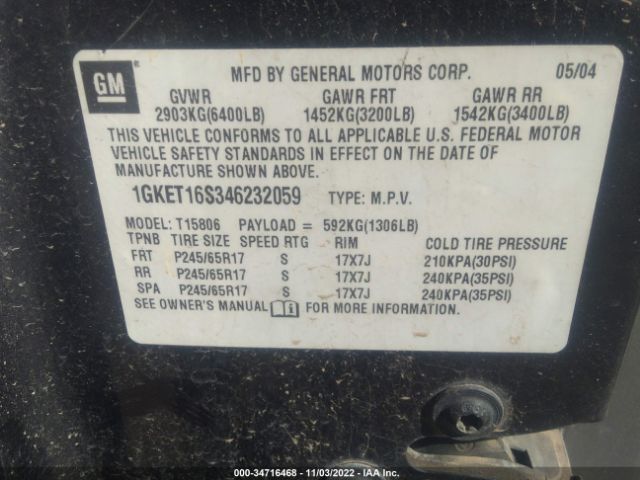 GM ®
MFD BY GENERAL MOTORS CORP. 05/04
GVWR GAWR FRT GAWR RR
2903KG(6400LB) 1452KG(3200LB) 1542KG(3400LB)
THIS VEHICLE CONFORMS TO ALL APPLICABLE U.S. FEDERAL MOTOR
VEHICLE SAFETY STANDARDS IN EFFECT ON THE DATE OF
MANUFACTURE SHOWN ABOVE.
1GKET16S346232059 TYPE: M.P.V.
MODEL: T15806 PAYLOAD = 592KG(1306LB)
TPNB TIRE SIZE SPEED RTG RIM COLD TIRE PRESSURE
FRT P245/65R17 S 17X7J 210KPA(30PSI)
RR P245/65R17 S 17X7J 240KPA(35PSI)
SPA P245/65R17 S 17X7J 240KPA(35PSI)
SEE OWNER'S MANUAL FOR MORE INFORMATION.
000-34716468 - 11/03/2022 - IAA Inc.